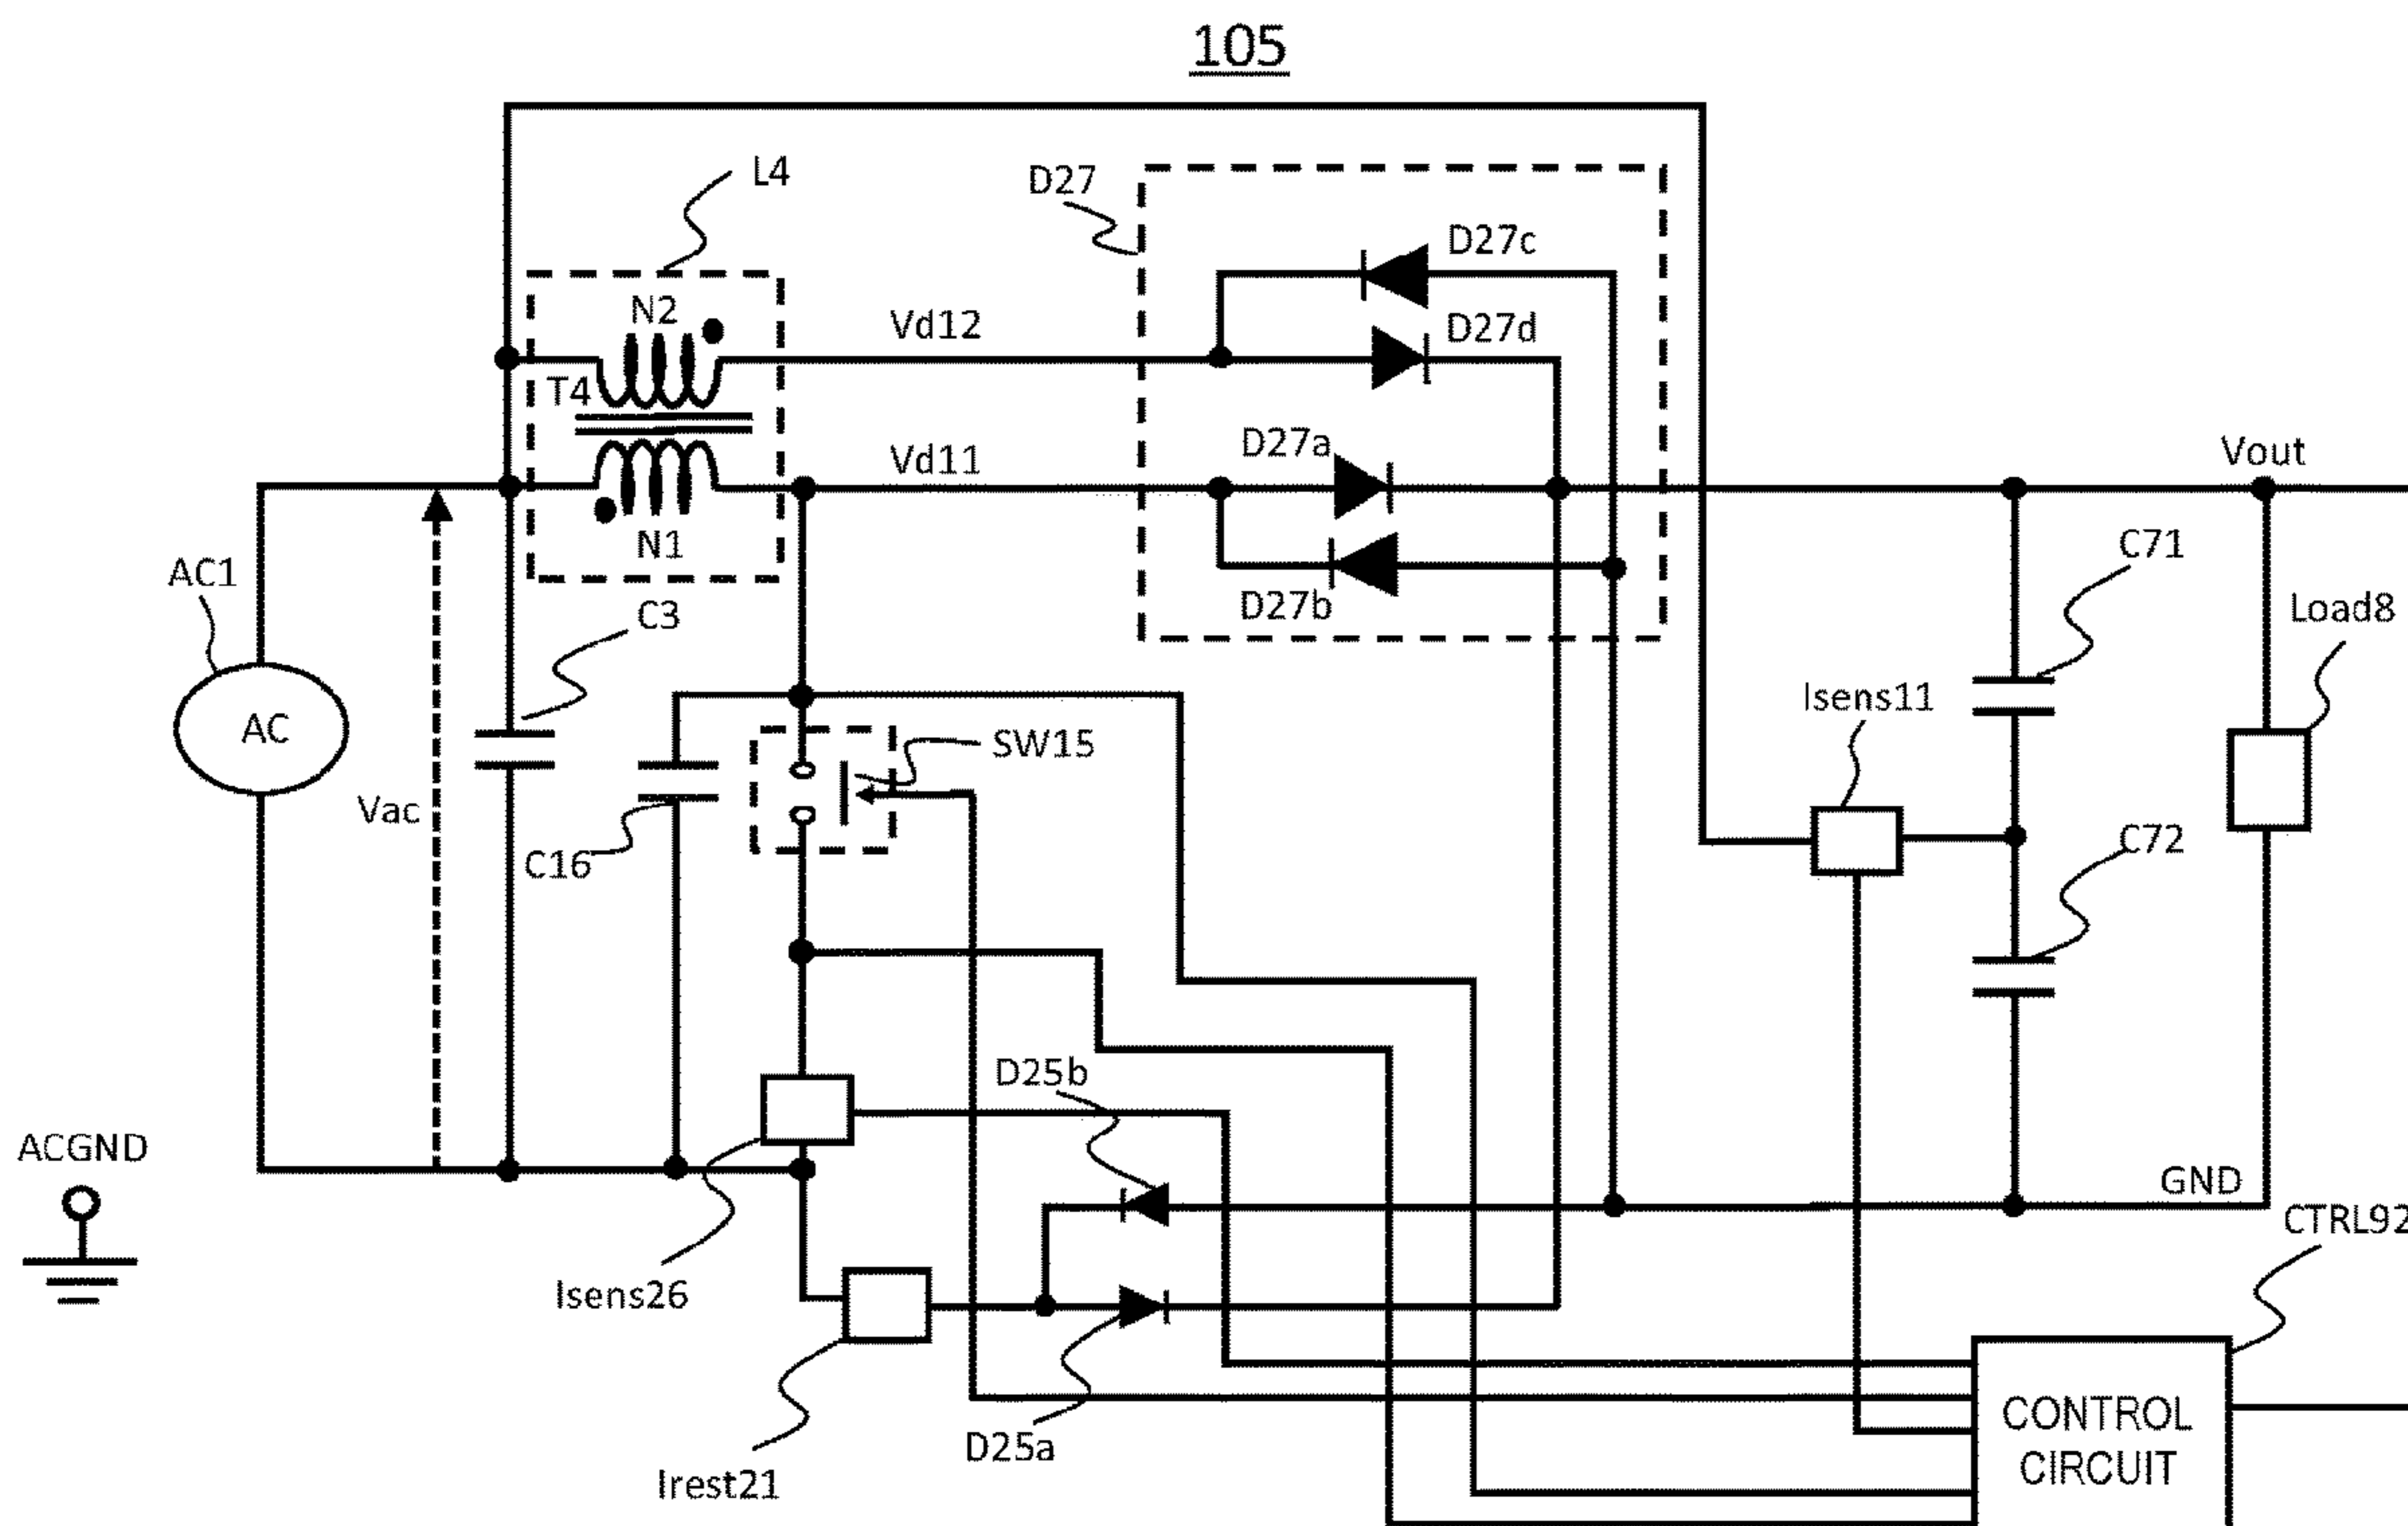 105
L4
D27
D27c
N2
Vd12
D27d
T4
D27a
Vd11
Vout
N1
C71
AC1
D27b
C3
Load8
Isens11
AC
SW15
Vac
C16
C72
D25b
ACGND
GND
CTRL92
Isens26
CONTROL
CIRCUIT
D25a
Irest21